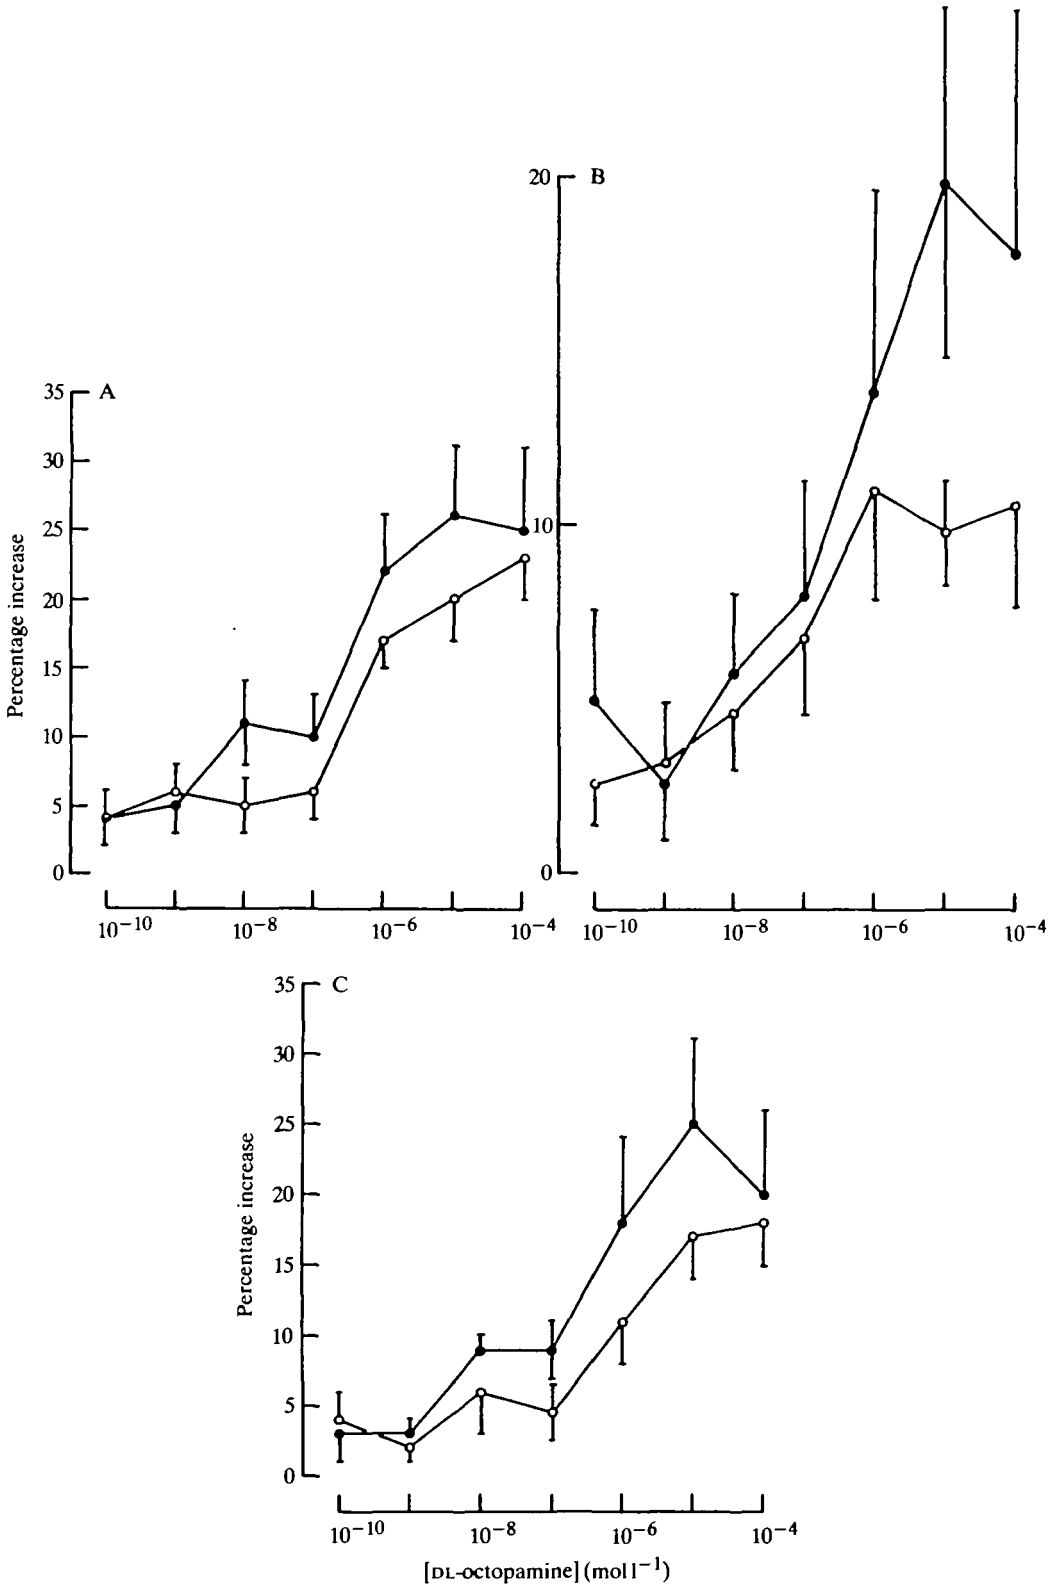 20 B
35 A
30
25
20
15
10
5
0
Percentage increase
10
0
10⁻¹⁰ 10⁻⁸ 10⁻⁶ 10⁻⁴
10⁻¹⁰ 10⁻⁸ 10⁻⁶ 10⁻⁴
35 C
30
25
20
15
10
5
0
Percentage increase
10⁻¹⁰ 10⁻⁸ 10⁻⁶ 10⁻⁴
[DL-octopamine] (mol l⁻¹)